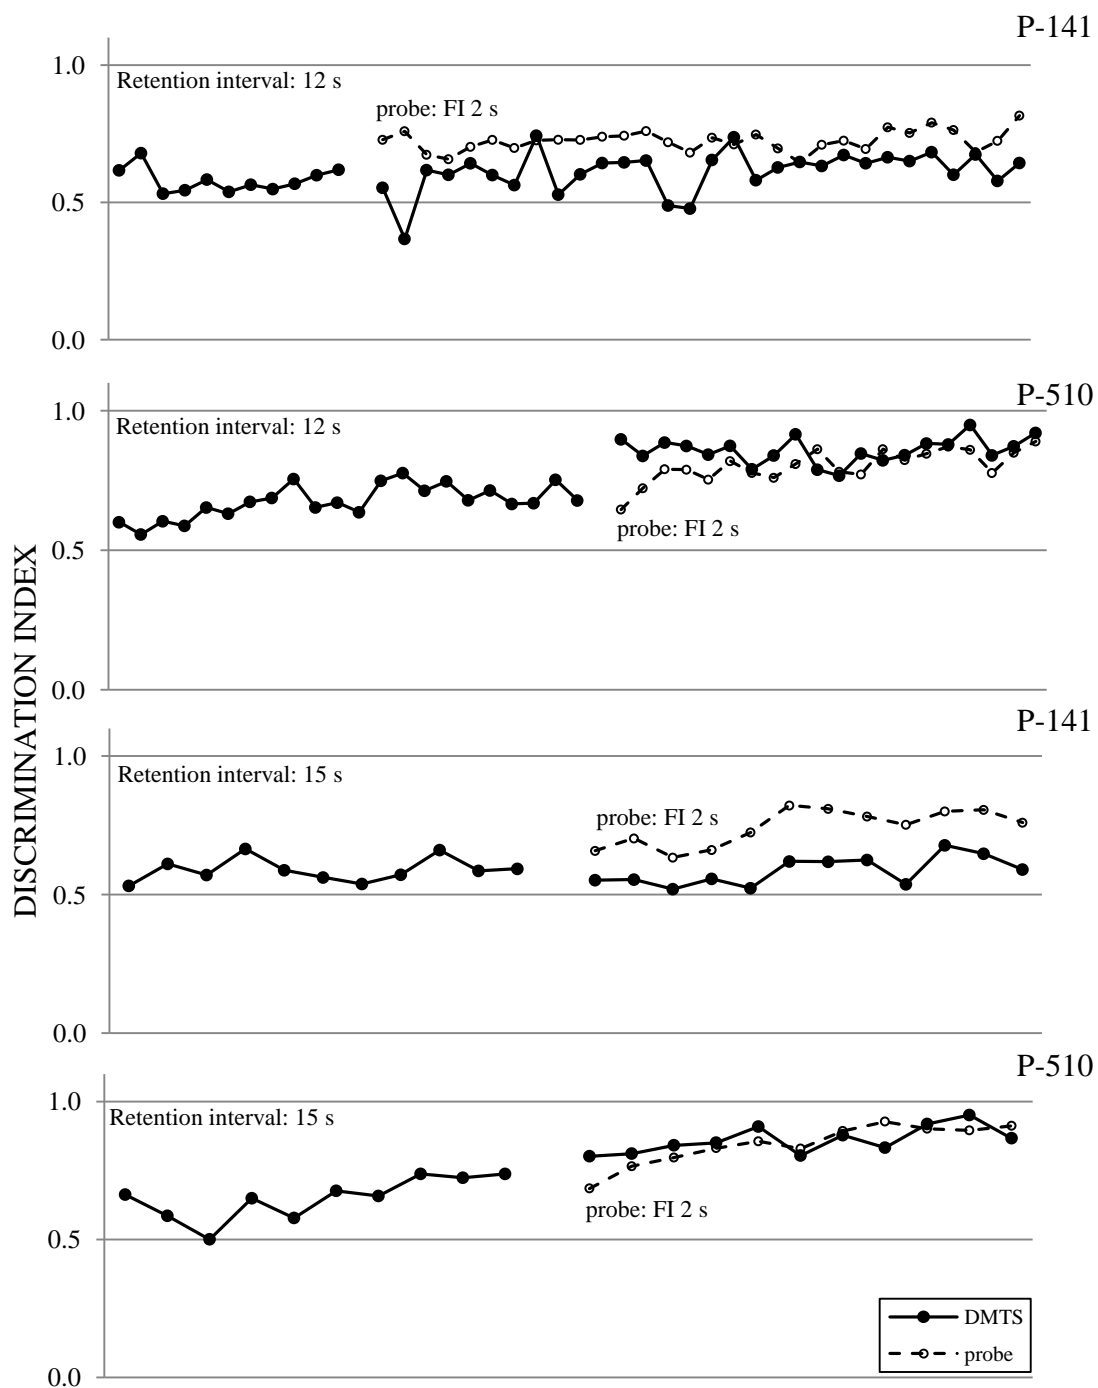 P-141
1.0
Retention interval: 12 s
probe: FI 2 s
0.5
0.0
P-510
1.0
Retention interval: 12 s
probe: FI 2 s
0.5
0.0
DISCRIMINATION INDEX
P-141
1.0
Retention interval: 15 s
probe: FI 2 s
0.5
0.0
P-510
1.0
Retention interval: 15 s
probe: FI 2 s
0.5
DMTS
probe
0.0